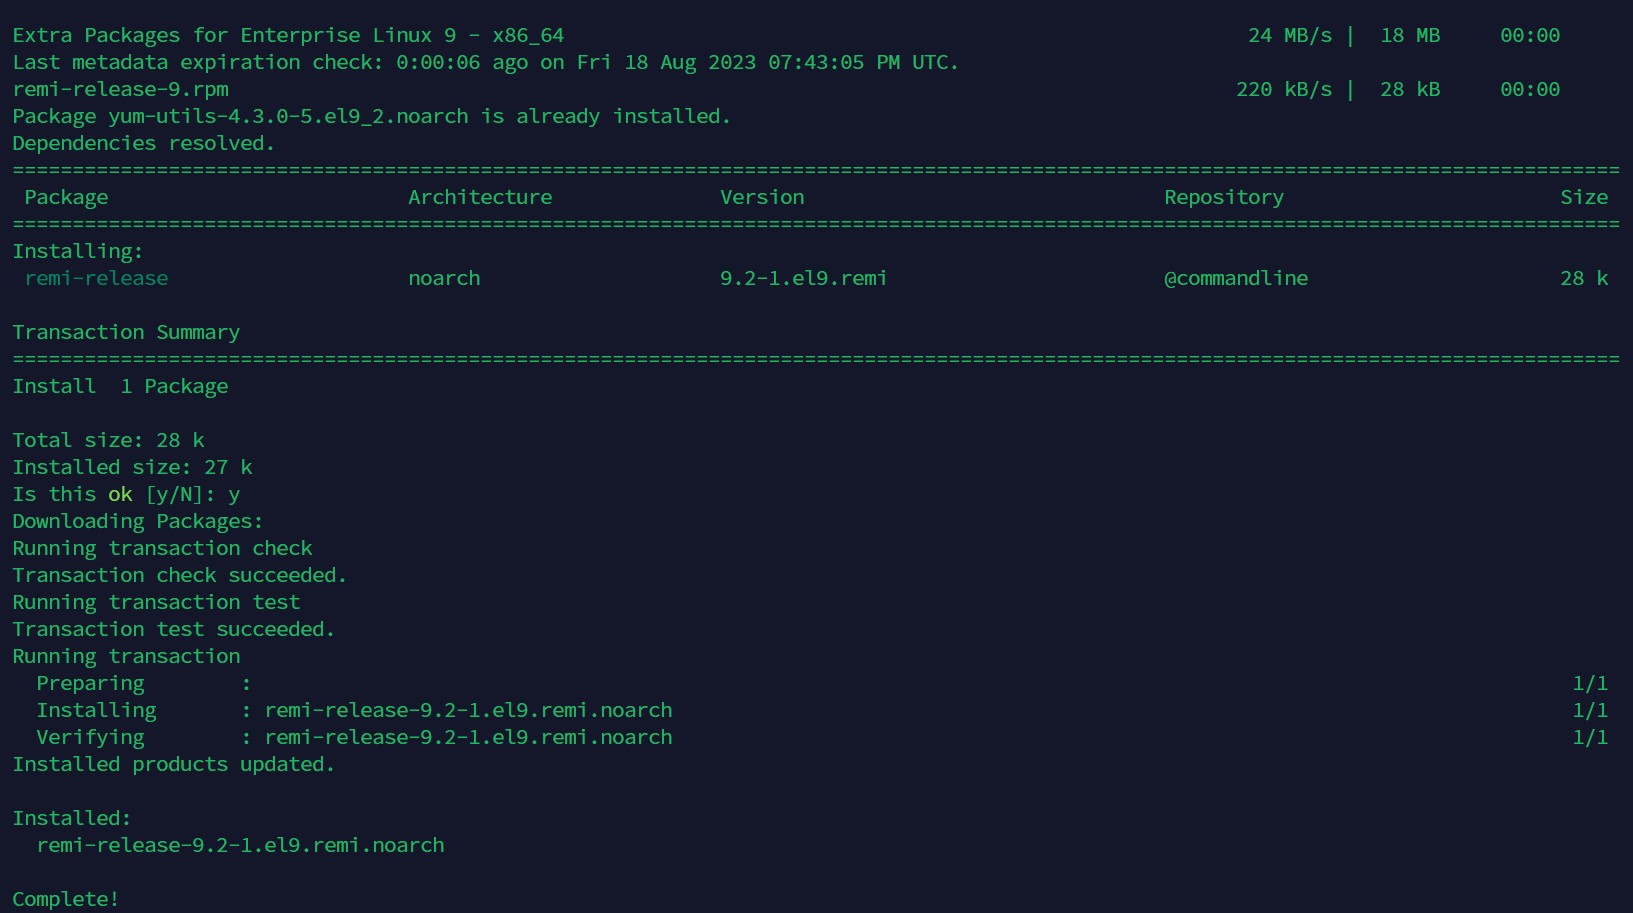 Extra Packages for Enterprise Linux 9 - x86_64 24 MB/s | 18 MB 00:00
Last metadata expiration check: 0:00:06 ago on Fri 18 Aug 2023 07:43:05 PM UTC.
remi-release-9.rpm 220 kB/s | 28 kB 00:00
Package yum-utils-4.3.0-5.el9_2.noarch is already installed.
Dependencies resolved.
======================================================================================================================================
Package Architecture Version Repository Size
======================================================================================================================================
Installing:
remi-release noarch 9.2-1.el9.remi @commandline 28 k
Transaction Summary
======================================================================================================================================
Install 1 Package
Total size: 28 k
Installed size: 27 k
Is this ok [y/N]: y
Downloading Packages:
Running transaction check
Transaction check succeeded.
Running transaction test
Transaction test succeeded.
Running transaction
Preparing : 1/1
Installing : remi-release-9.2-1.el9.remi.noarch 1/1
Verifying : remi-release-9.2-1.el9.remi.noarch 1/1
Installed products updated.
Installed:
remi-release-9.2-1.el9.remi.noarch
Complete!